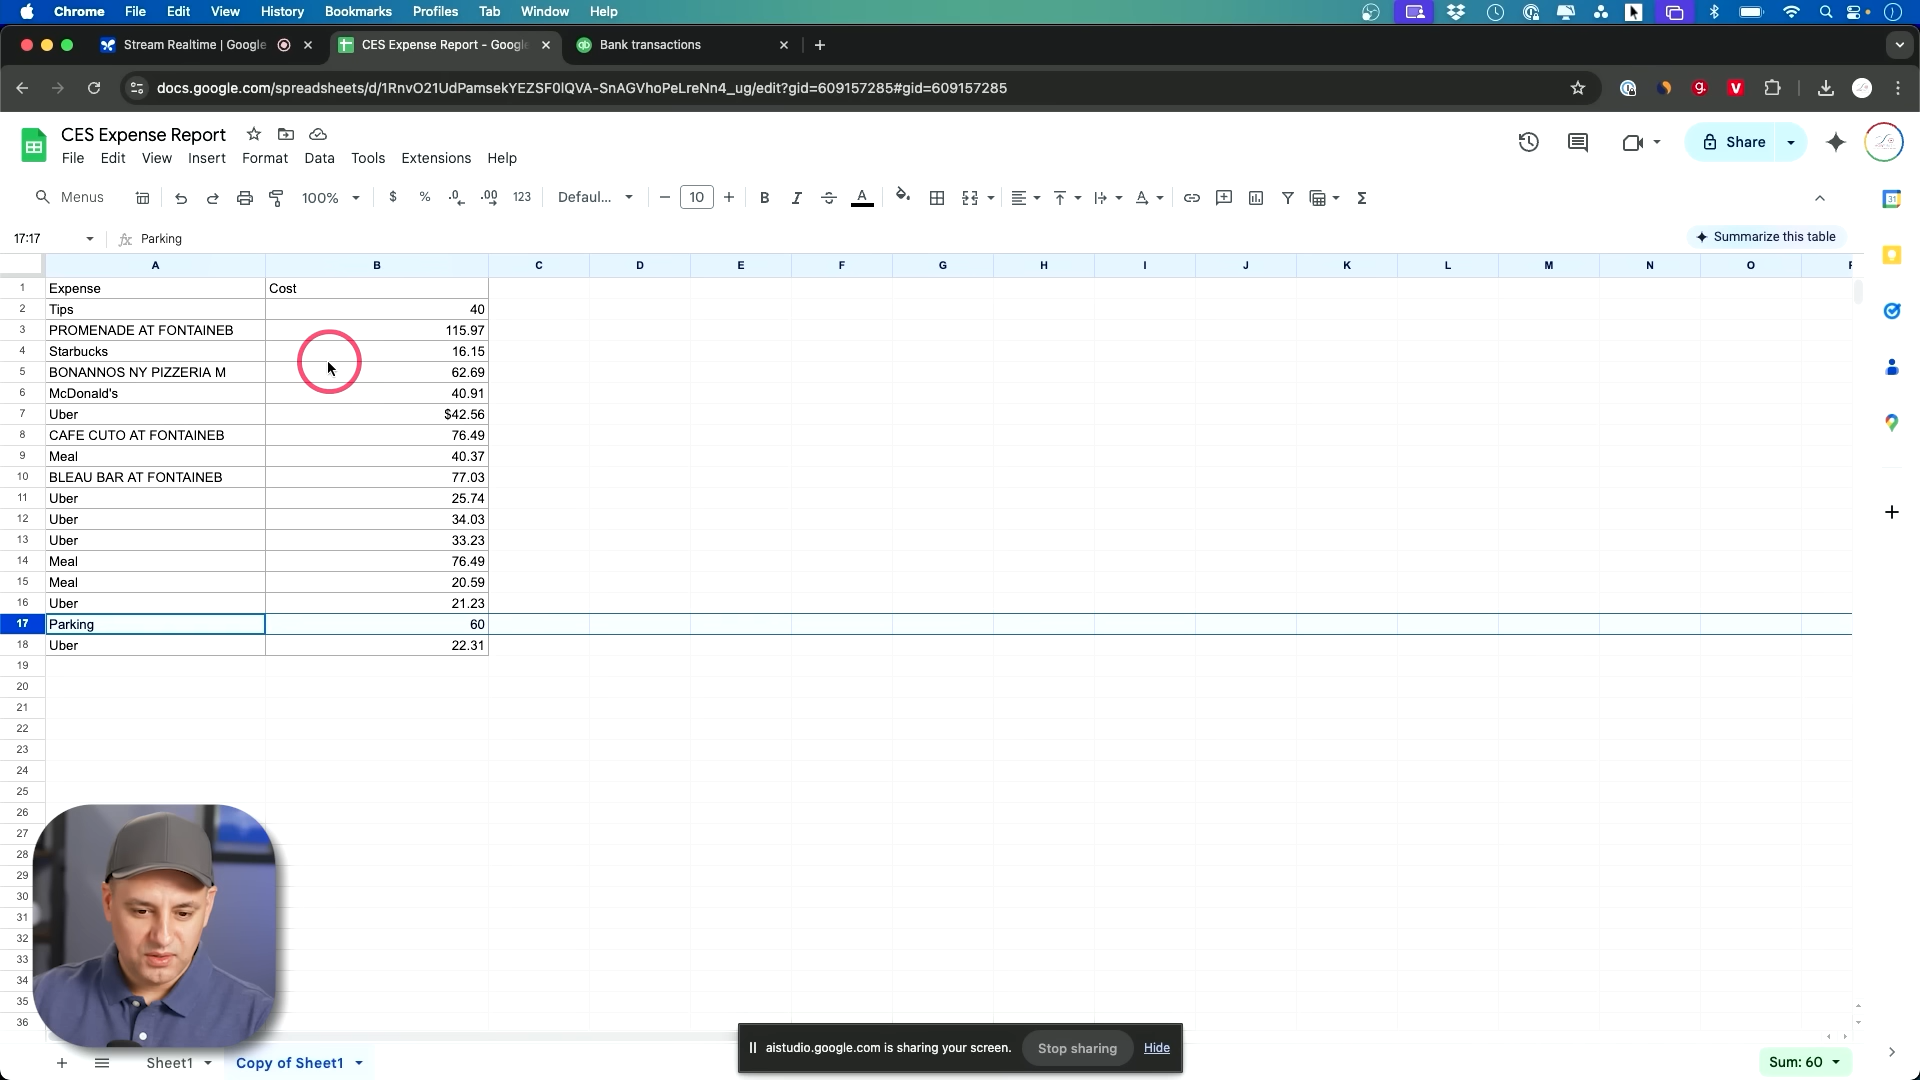 Chrome File Edit View History Bookmarks Profiles Tab Window Help
Stream Realtime | Google
CES Expense Report - Google
Bank transactions
docs.google.com/spreadsheets/d/1RnvO21UdPamsekYEZSF0lQVA-SnAGVhoPeLreNn4_ug/edit?gid=609157285#gid=609157285
CES Expense Report
File Edit View Insert Format Data Tools Extensions Help
Share
Menus 100% $ % .0 .00 123 Defaul... 10 B I A Σ
17:17 fx Parking
Summarize this table
A B C D E F G H I J K L M N O
1 Expense Cost
2 Tips 40
3 PROMENADE AT FONTAINEB 115.97
4 Starbucks 16.15
5 BONANNOS NY PIZZERIA M 62.69
6 McDonald's 40.91
7 Uber $42.56
8 CAFE CUTO AT FONTAINEB 76.49
9 Meal 40.37
10 BLEAU BAR AT FONTAINEB 77.03
11 Uber 25.74
12 Uber 34.03
13 Uber 33.23
14 Meal 76.49
15 Meal 20.59
16 Uber 21.23
17 Parking 60
18 Uber 22.31
19
20
21
22
23
24
25
26
27
28
29
30
31
32
33
34
35
36
aistudio.google.com is sharing your screen. Stop sharing Hide
Sheet1 Copy of Sheet1
Sum: 60